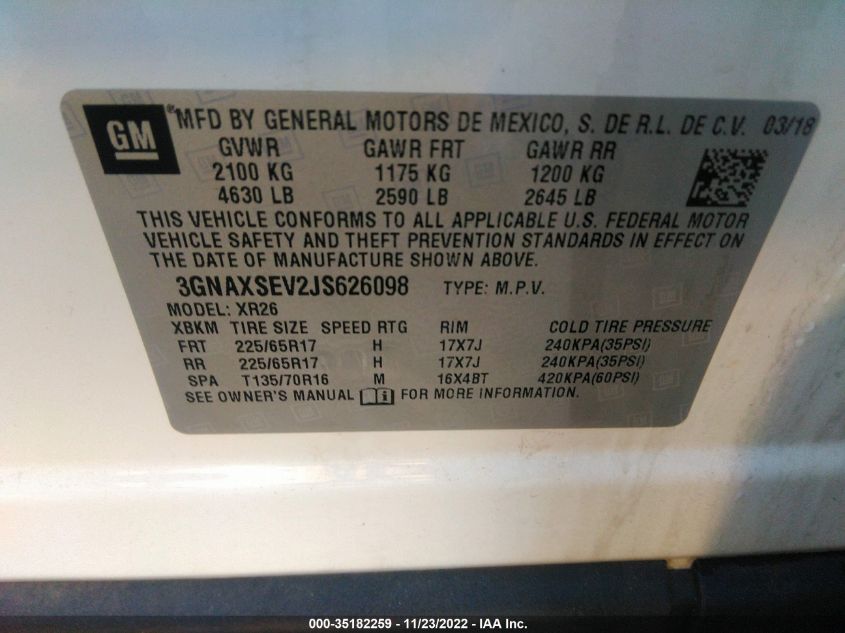 GM ® MFD BY GENERAL MOTORS DE MEXICO, S. DE R.L. DE C.V. 03/18
GVWR GAWR FRT GAWR RR
2100 KG 1175 KG 1200 KG
4630 LB 2590 LB 2645 LB
THIS VEHICLE CONFORMS TO ALL APPLICABLE U.S. FEDERAL MOTOR
VEHICLE SAFETY AND THEFT PREVENTION STANDARDS IN EFFECT ON
THE DATE OF MANUFACTURE SHOWN ABOVE.
3GNAXSEV2JS626098 TYPE: M.P.V.
MODEL: XR26
XBKM TIRE SIZE SPEED RTG RIM COLD TIRE PRESSURE
FRT 225/65R17 H 17X7J 240KPA(35PSI)
RR 225/65R17 H 17X7J 240KPA(35PSI)
SPA T135/70R16 M 16X4BT 420KPA(60PSI)
SEE OWNER'S MANUAL FOR MORE INFORMATION.
000-35182259 - 11/23/2022 - IAA Inc.